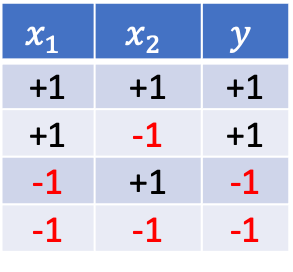 x₁ x₂ y
+1 +1 +1
+1 -1 +1
-1 +1 -1
-1 -1 -1